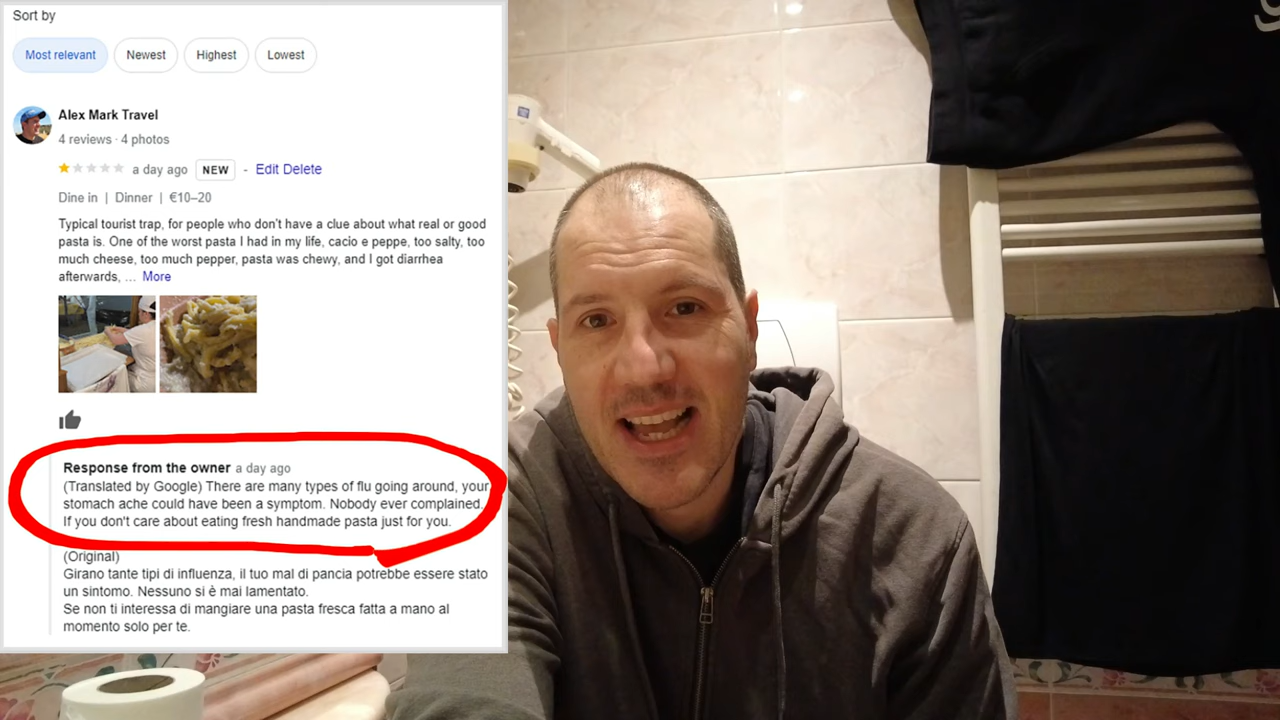 Sort by
Most relevant
Newest
Highest
Lowest
Alex Mark Travel
4 reviews · 4 photos
a day ago NEW - Edit Delete
Dine in | Dinner | €10–20
Typical tourist trap, for people who don't have a clue about what real or good
pasta is. One of the worst pasta I had in my life, cacio e peppe, too salty, too
much cheese, too much pepper, pasta was chewy, and I got diarrhea
afterwards, … More
Response from the owner a day ago
(Translated by Google) There are many types of flu going around, your
stomach ache could have been a symptom. Nobody ever complained.
If you don't care about eating fresh handmade pasta just for you.
(Original)
Girano tante tipi di influenza, il tuo mal di pancia potrebbe essere stato
un sintomo. Nessuno si è mai lamentato.
Se non ti interessa di mangiare una pasta fresca fatta a mano al
momento solo per te.